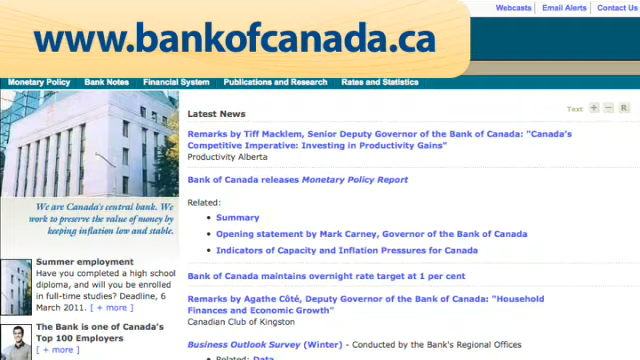 Webcasts Email Alerts Contact Us
www.bankofcanada.ca
Monetary Policy Bank Notes Financial System Publications and Research Rates and Statistics
Text + − R
Latest News
Remarks by Tiff Macklem, Senior Deputy Governor of the Bank of Canada: "Canada's
Competitive Imperative: Investing in Productivity Gains"
Productivity Alberta
Bank of Canada releases Monetary Policy Report
Related:
• Summary
• Opening statement by Mark Carney, Governor of the Bank of Canada
• Indicators of Capacity and Inflation Pressures for Canada
Bank of Canada maintains overnight rate target at 1 per cent
Remarks by Agathe Côté, Deputy Governor of the Bank of Canada: "Household
Finances and Economic Growth"
Canadian Club of Kingston
Business Outlook Survey (Winter) - Conducted by the Bank's Regional Offices
• Related: Data
We are Canada's central bank. We
work to preserve the value of money by
keeping inflation low and stable.
Summer employment
Have you completed a high school
diploma, and will you be enrolled
in full-time studies? Deadline, 6
March 2011. [ + more ]
The Bank is one of Canada's
Top 100 Employers
[ + more ]